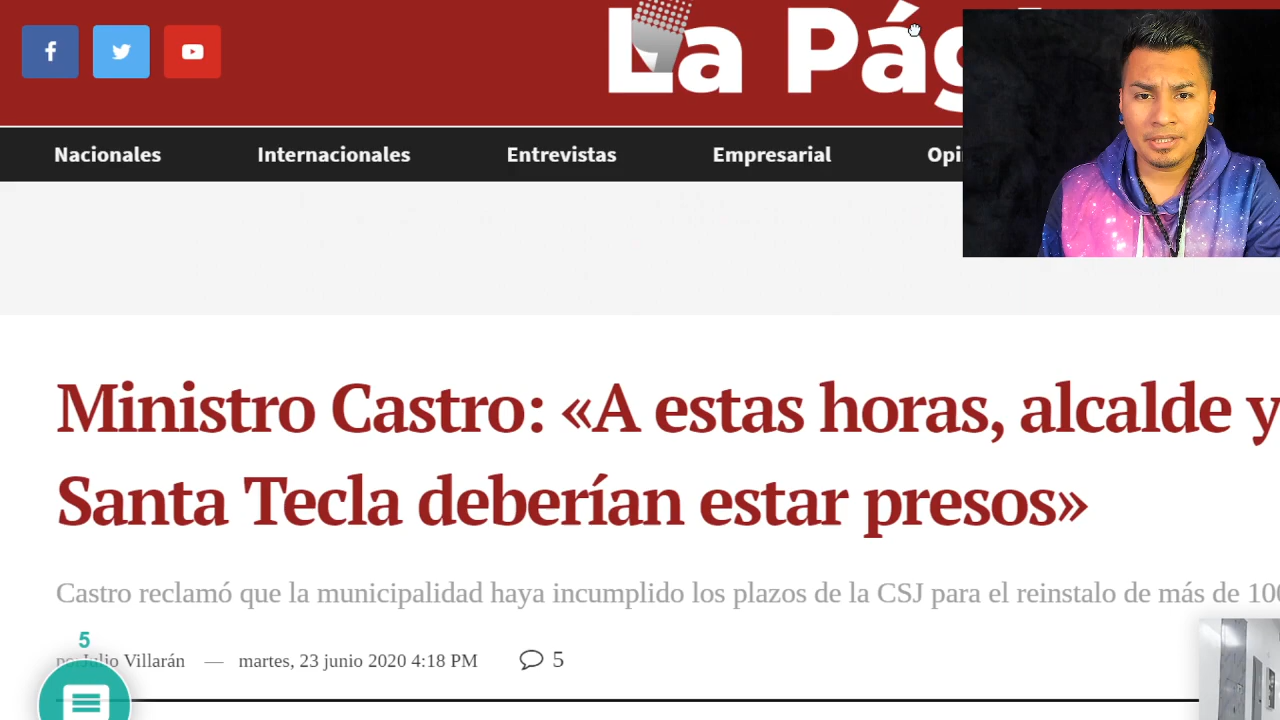 La Pág
Nacionales Internacionales Entrevistas Empresarial Opi
Ministro Castro: «A estas horas, alcalde y
Santa Tecla deberían estar presos»
Castro reclamó que la municipalidad haya incumplido los plazos de la CSJ para el reinstalo de más de 100
5
por Julio Villarán — martes, 23 junio 2020 4:18 PM 5